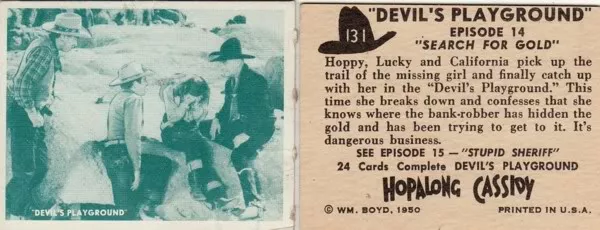 "DEVIL'S PLAYGROUND"
131
"DEVIL'S PLAYGROUND"
EPISODE 14
"SEARCH FOR GOLD"
Hoppy, Lucky and California pick up the
trail of the missing girl and finally catch up
with her in the "Devil's Playground." This
time she breaks down and confesses that she
knows where the bank-robber has hidden the
gold and has been trying to get to it. It's
dangerous business.
SEE EPISODE 15 — "STUPID SHERIFF"
24 Cards Complete DEVIL'S PLAYGROUND
HOPALONG CASSIDY
© WM. BOYD, 1950 PRINTED IN U.S.A.